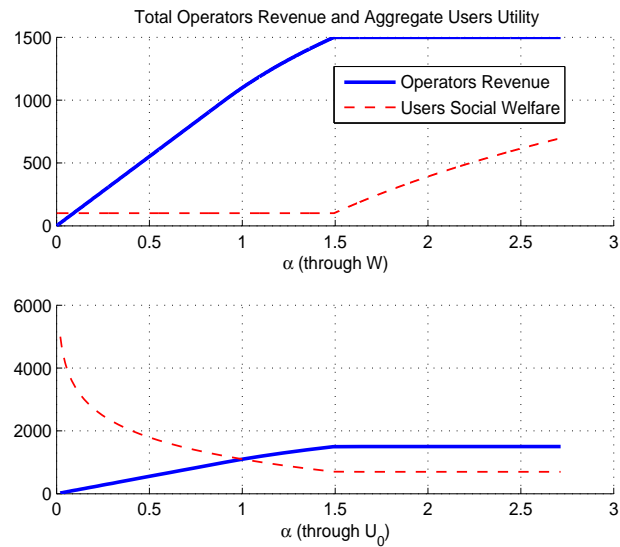 Total Operators Revenue and Aggregate Users Utility
1500
1000
500
0
Operators Revenue
Users Social Welfare
0 0.5 1 1.5 2 2.5 3
α (through W)
6000
4000
2000
0
0 0.5 1 1.5 2 2.5 3
α (through U₀)